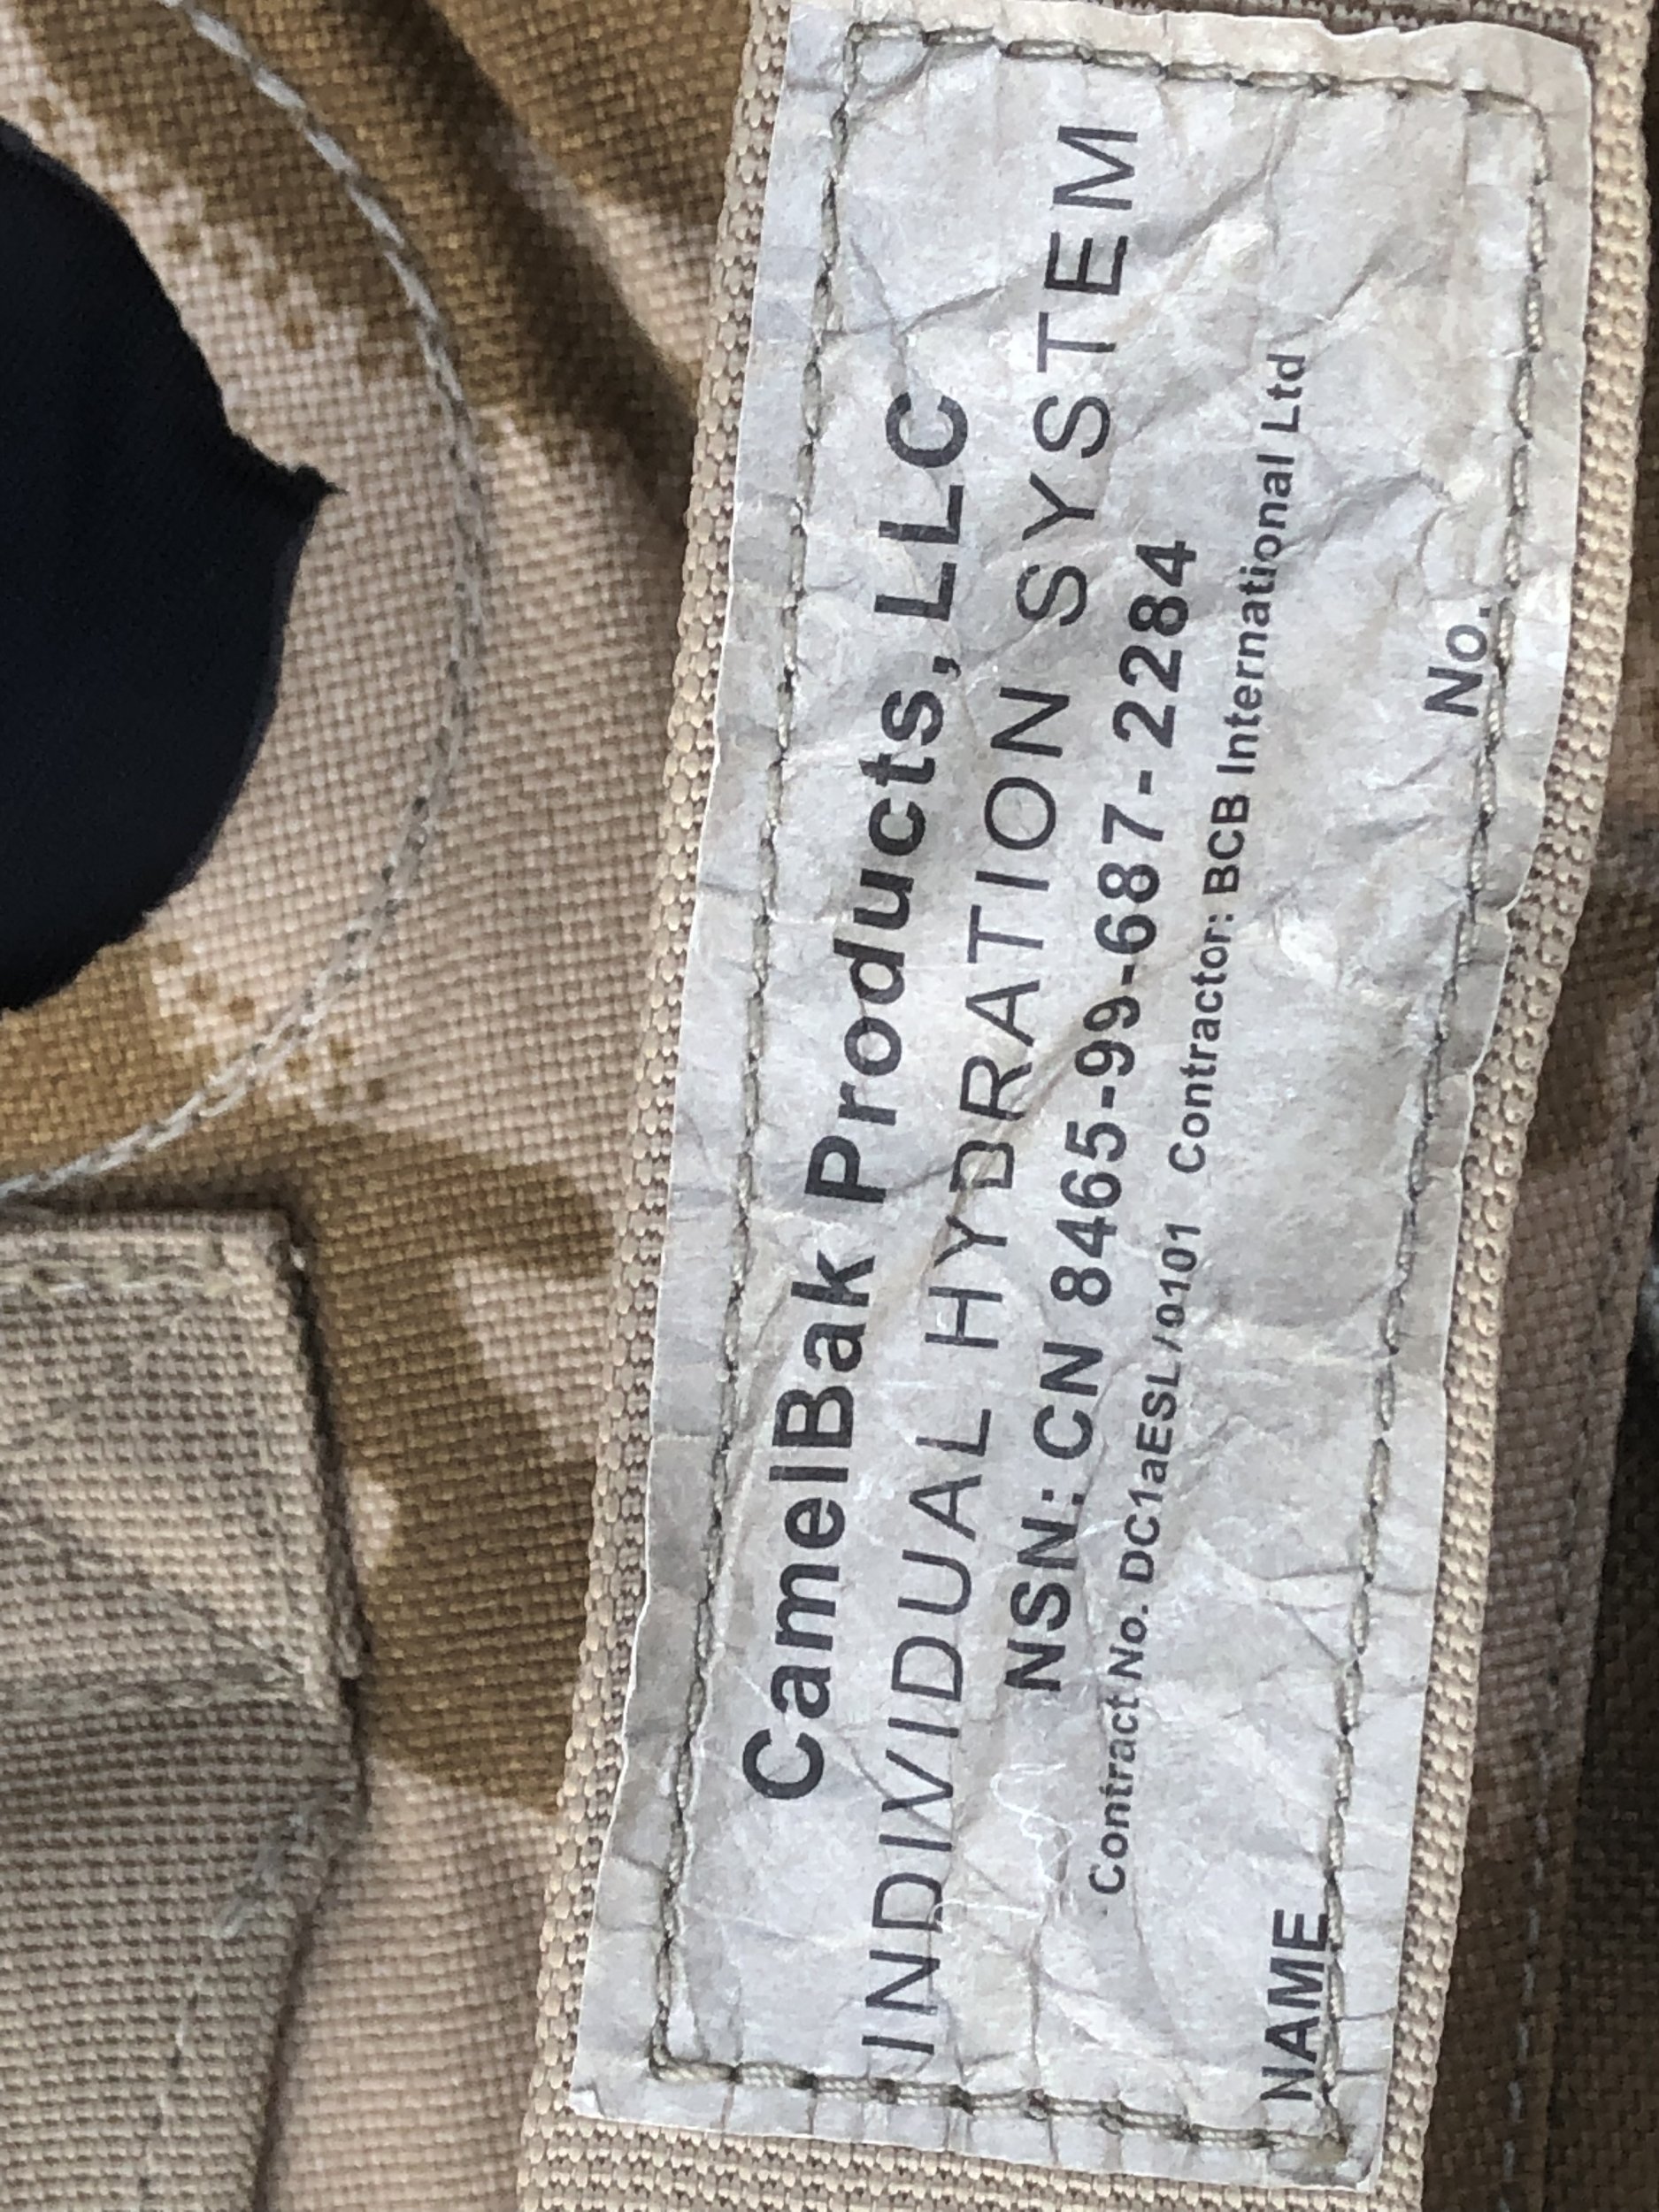 CamelBak Products, LLC
INDIVIDUAL HYDRATION SYSTEM
NSN: CN 8465-99-687-2284
Contract No. DC1aESL/0101 Contractor: BCB International Ltd
NAME No.